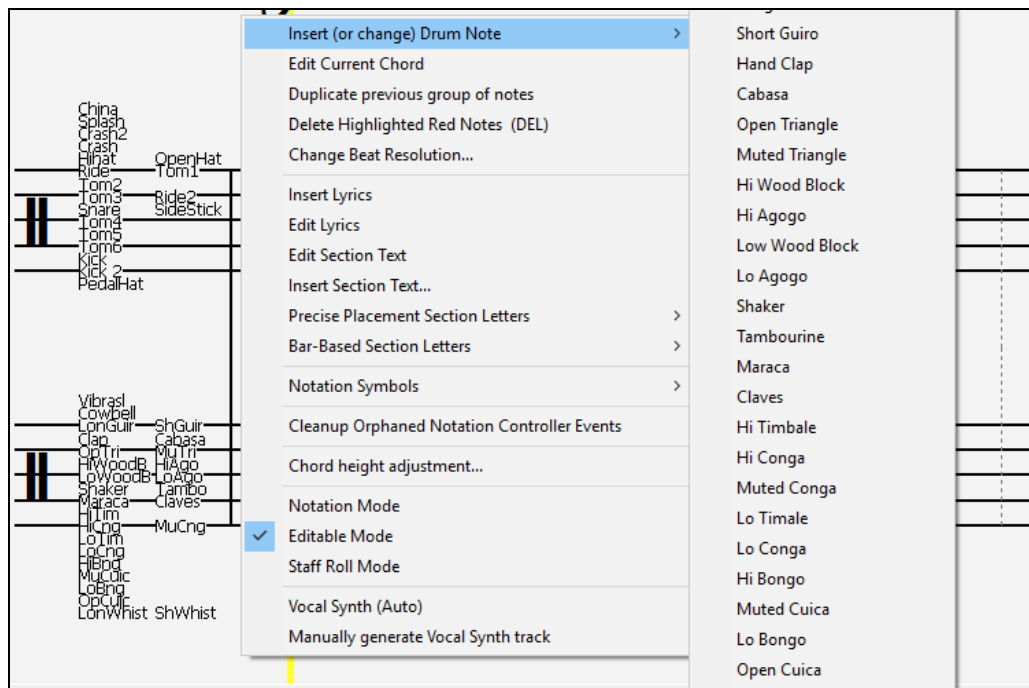 China
Splash
Crash2
Crash
Hihat OpenHat
Ride Tom1
Tom2
Tom3 Ride2
Snare SideStick
Tom4
Tom5
Tom6
Kick
Kick 2
PedalHat
Vibrasl
Cowbell
LonGuir ShGuir
Clap Cabasa
OpTri MuTri
HiWoodB HiAgo
LoWoodB LoAgo
Shaker Tambo
Maraca Claves
HiTim
HiCng MuCng
LoTim
LoCng
HiBng
MuCuic
LoBng
OpCuic
LonWhist ShWhist
Insert (or change) Drum Note
Edit Current Chord
Duplicate previous group of notes
Delete Highlighted Red Notes (DEL)
Change Beat Resolution...
Insert Lyrics
Edit Lyrics
Edit Section Text
Insert Section Text...
Precise Placement Section Letters
Bar-Based Section Letters
Notation Symbols
Cleanup Orphaned Notation Controller Events
Chord height adjustment...
Notation Mode
Editable Mode
Staff Roll Mode
Vocal Synth (Auto)
Manually generate Vocal Synth track
Short Guiro
Hand Clap
Cabasa
Open Triangle
Muted Triangle
Hi Wood Block
Hi Agogo
Low Wood Block
Lo Agogo
Shaker
Tambourine
Maraca
Claves
Hi Timbale
Hi Conga
Muted Conga
Lo Timale
Lo Conga
Hi Bongo
Muted Cuica
Lo Bongo
Open Cuica